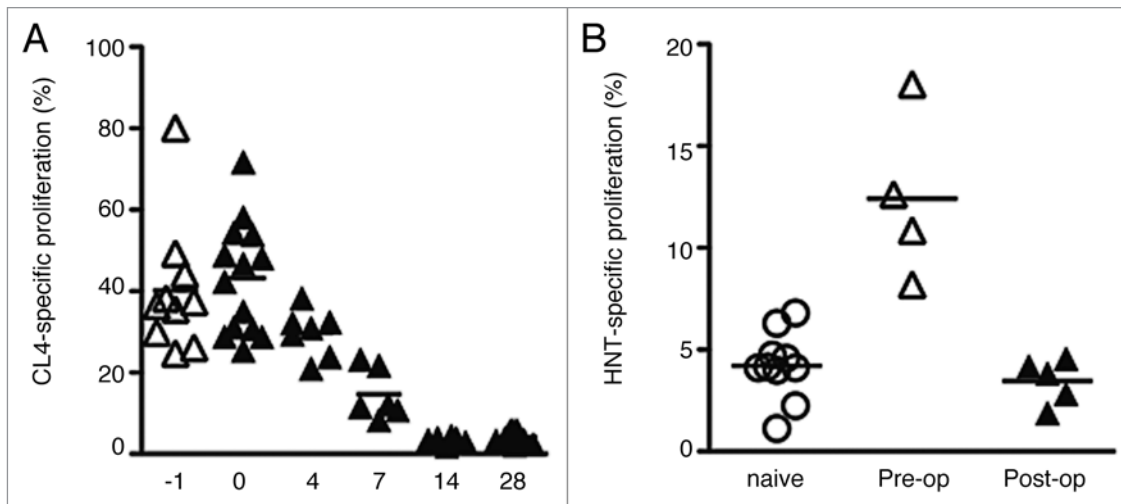 A
CL4-specific proliferation (%)
100
80
60
40
20
0
-1 0 4 7 14 28
B
HNT-specific proliferation (%)
20
15
10
5
0
naive Pre-op Post-op